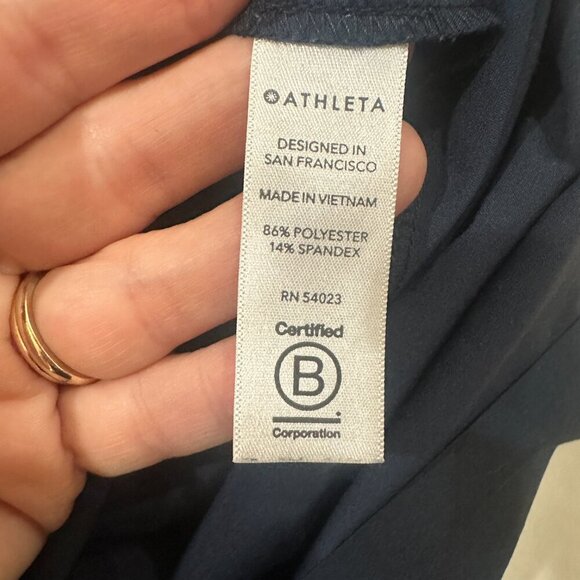 ATHLETA
DESIGNED IN
SAN FRANCISCO
MADE IN VIETNAM
86% POLYESTER
14% SPANDEX
RN 54023
Certified
B
Corporation